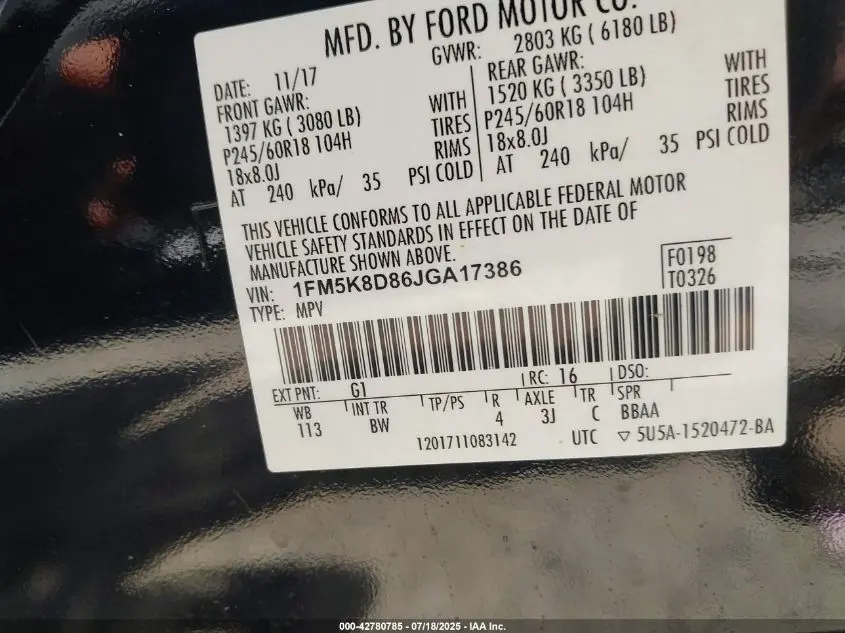 MFD. BY FORD MOTOR CO.
DATE: 11/17
GVWR: 2803 KG ( 6180 LB)
FRONT GAWR:
1397 KG ( 3080 LB) WITH
P245/60R18 104H TIRES
18x8.0J RIMS
AT 240 kPa/ 35 PSI COLD
REAR GAWR: WITH
1520 KG ( 3350 LB) TIRES
P245/60R18 104H RIMS
18x8.0J
AT 240 kPa/ 35 PSI COLD
THIS VEHICLE CONFORMS TO ALL APPLICABLE FEDERAL MOTOR
VEHICLE SAFETY STANDARDS IN EFFECT ON THE DATE OF
MANUFACTURE SHOWN ABOVE.
VIN: 1FM5K8D86JGA17386
TYPE: MPV
F0198
T0326
EXT PNT: G1 RC: 16 DSO:
WB INT TR TP/PS R AXLE TR SPR
113 BW 4 3J C BBAA
1201711083142 UTC ▽ 5U5A-1520472-BA
000-42780785 - 07/18/2025 - IAA Inc.